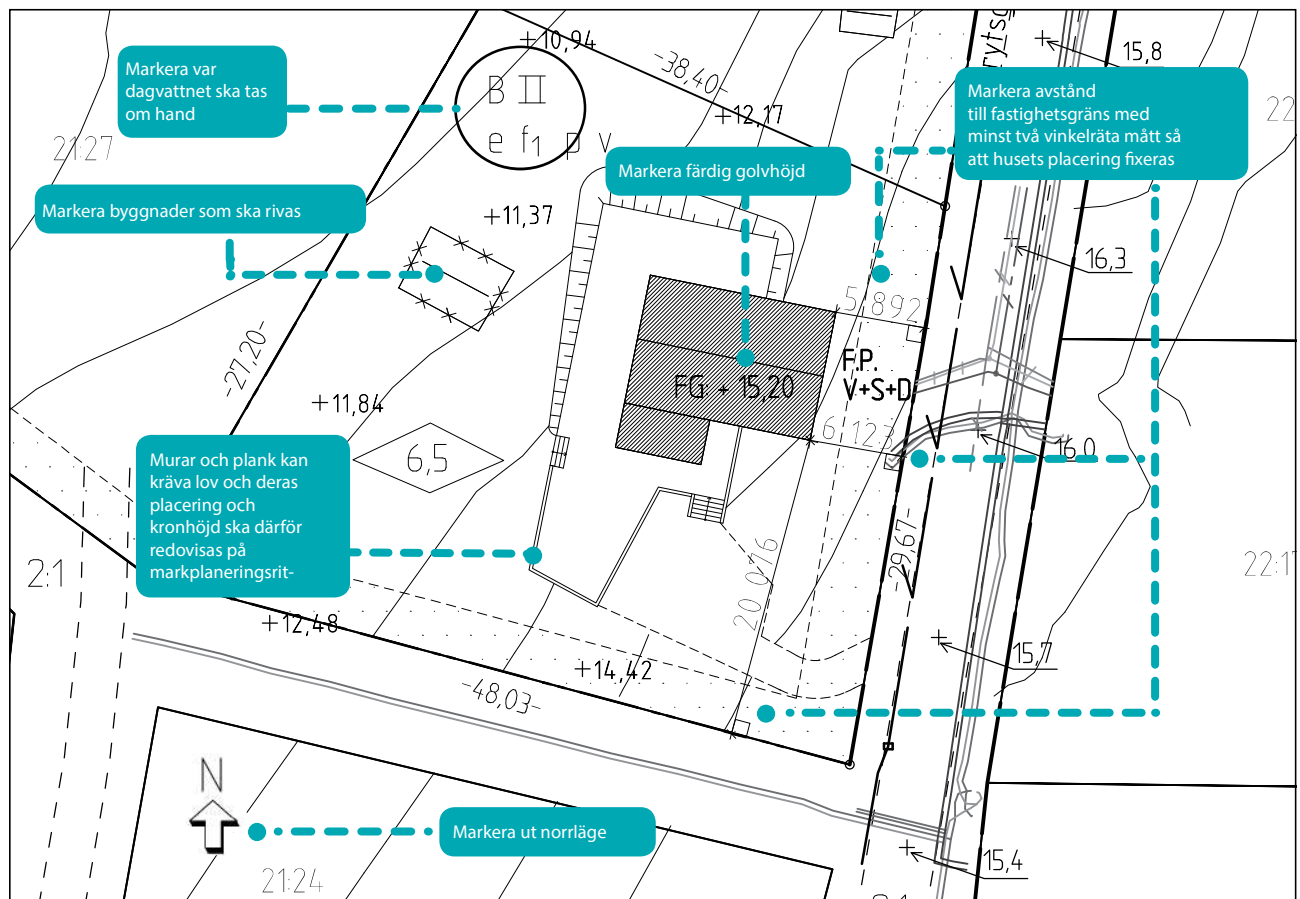 +10,94
-38,40-
15,8
Markera var
dagvattnet ska tas
om hand
B II
e f1 p v
+12,17
Markera avstånd
till fastighetsgräns med
minst två vinkelräta mått så
att husets placering fixeras
22
21:27
Markera färdig golvhöjd
Markera byggnader som ska rivas
+11,37
16,3
5 892
-27,20-
F.P.
V+S+D
FG: + 15,20
+11,84
6 123
6,5
16,0
Murar och plank kan
kräva lov och deras
placering och
kronhöjd ska därför
redovisas på
markplaneringsrit-
2:1
-29,67-
22:1
20 076
+12,48
+14,42
15,7
-48,03-
N
Markera ut norrläge
15,4
21:24